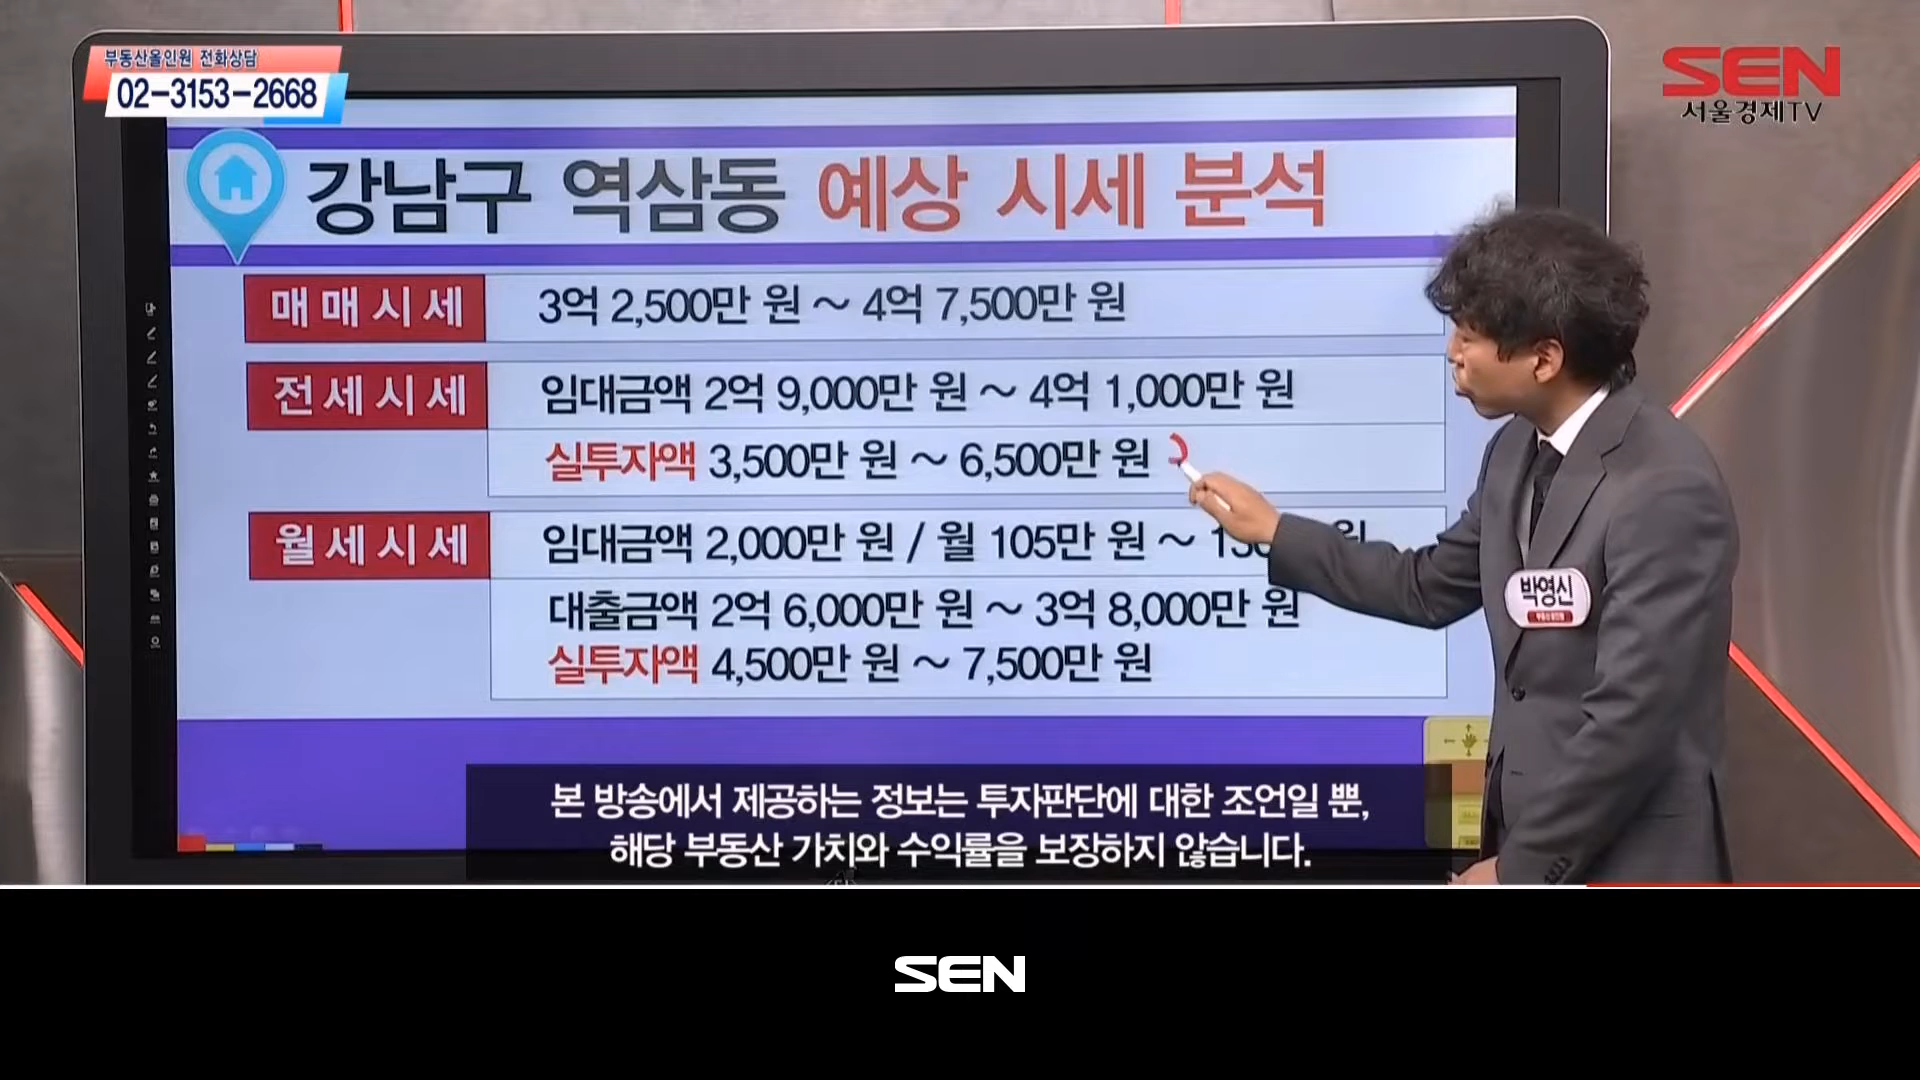 부동산올인원 전화상담
02-3153-2668
SEN
서울경제TV
강남구 역삼동 예상 시세 분석
매매시세 3억 2,500만 원 ~ 4억 7,500만 원
전세시세 임대금액 2억 9,000만 원 ~ 4억 1,000만 원
실투자액 3,500만 원 ~ 6,500만 원
월세시세 임대금액 2,000만 원 / 월 105만 원 ~ 원
대출금액 2억 6,000만 원 ~ 3억 8,000만 원
실투자액 4,500만 원 ~ 7,500만 원
박영신
본 방송에서 제공하는 정보는 투자판단에 대한 조언일 뿐,
해당 부동산 가치와 수익률을 보장하지 않습니다.
SEN